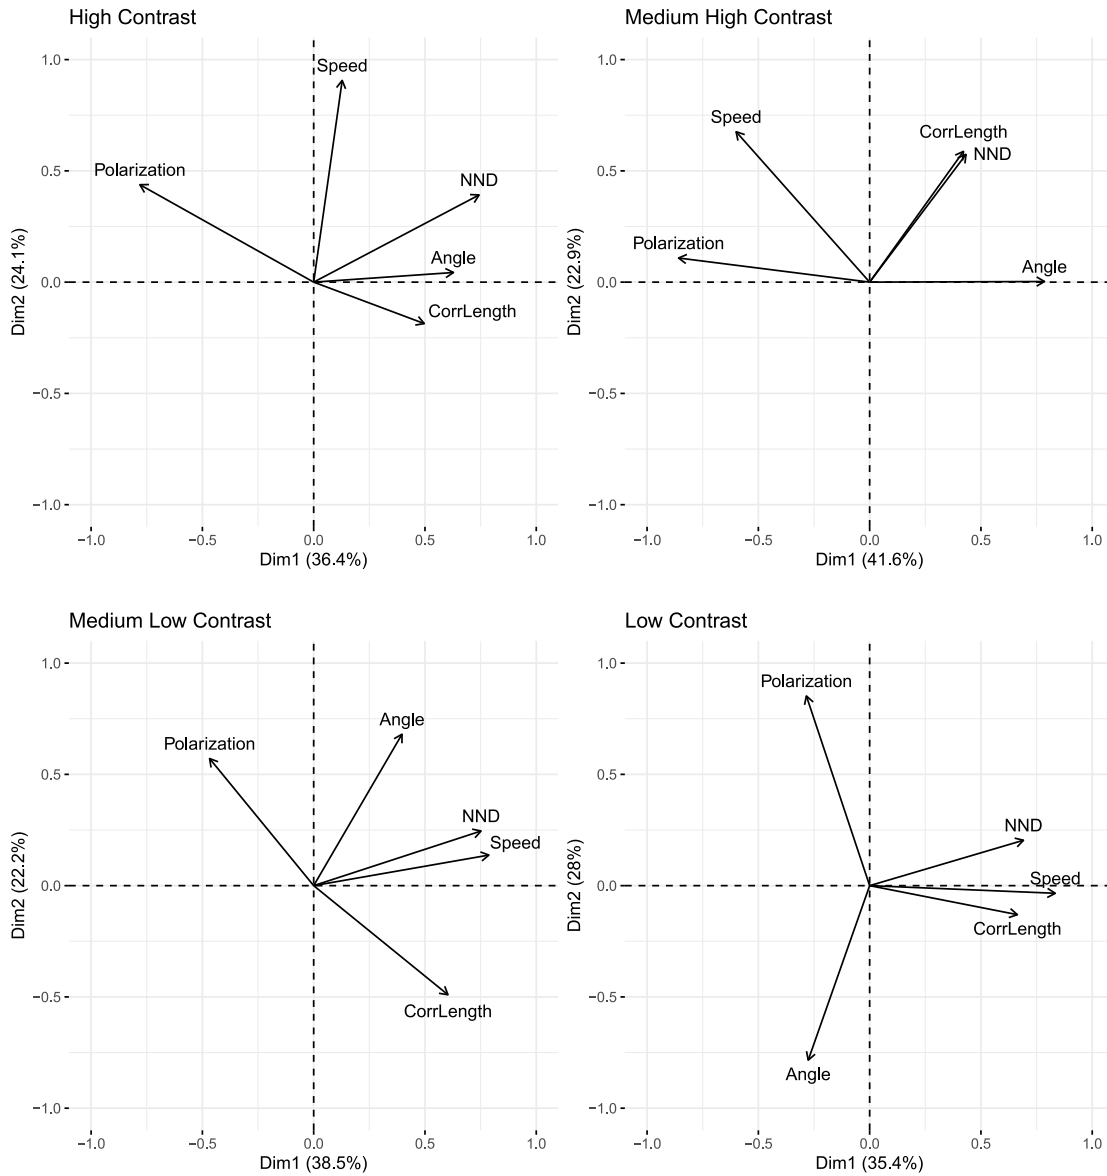 High Contrast
1.0
0.5
0.0
−0.5
−1.0
Dim2 (24.1%)
Speed
Polarization
NND
Angle
CorrLength
−1.0 −0.5 0.0 0.5 1.0
Dim1 (36.4%)
Medium High Contrast
1.0
0.5
0.0
−0.5
−1.0
Dim2 (22.9%)
Speed
CorrLength
NND
Polarization
Angle
−1.0 −0.5 0.0 0.5 1.0
Dim1 (41.6%)
Medium Low Contrast
1.0
0.5
0.0
−0.5
−1.0
Dim2 (22.2%)
Angle
Polarization
NND
Speed
CorrLength
−1.0 −0.5 0.0 0.5 1.0
Dim1 (38.5%)
Low Contrast
1.0
0.5
0.0
−0.5
−1.0
Dim2 (28%)
Polarization
NND
Speed
CorrLength
Angle
−1.0 −0.5 0.0 0.5 1.0
Dim1 (35.4%)